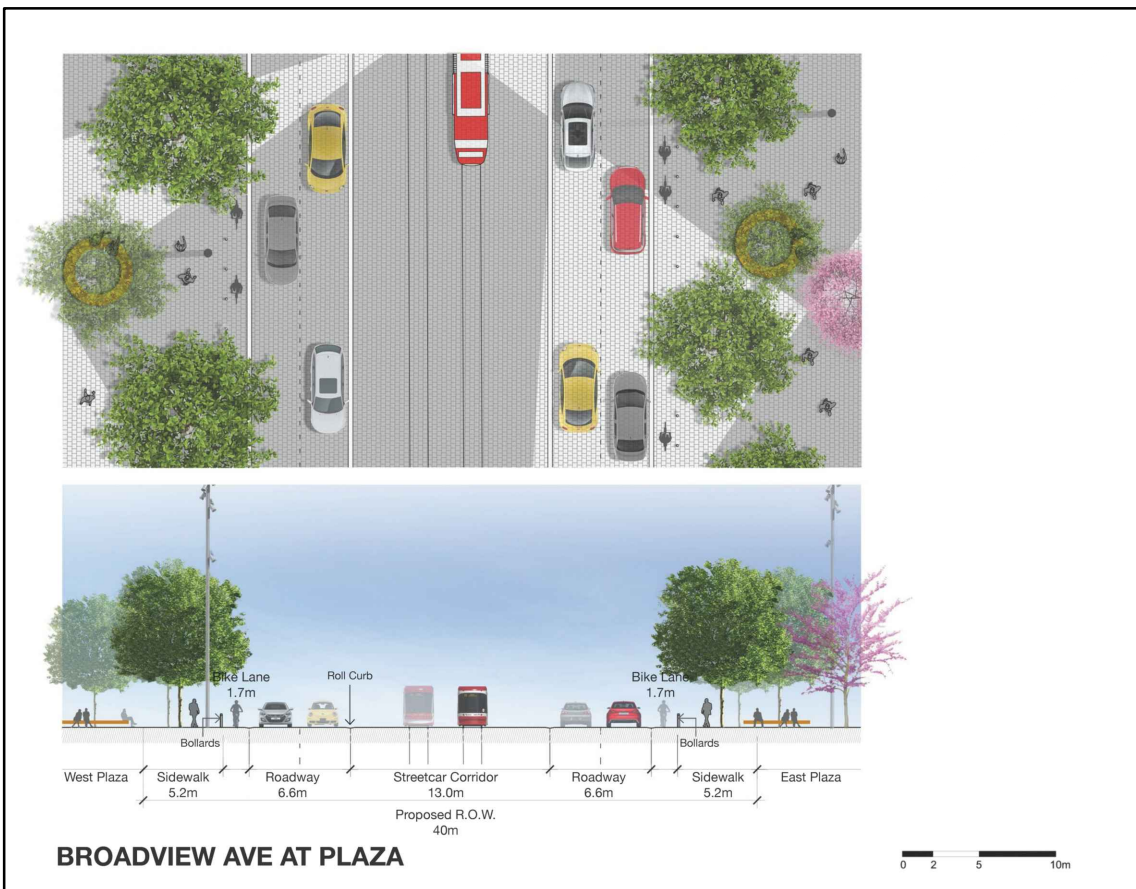 Bike Lane
1.7m
Roll Curb
Bike Lane
1.7m
Bollards
Bollards
West Plaza
Sidewalk
5.2m
Roadway
6.6m
Streetcar Corridor
13.0m
Roadway
6.6m
Sidewalk
5.2m
East Plaza
Proposed R.O.W.
40m
BROADVIEW AVE AT PLAZA
0 2 5 10m